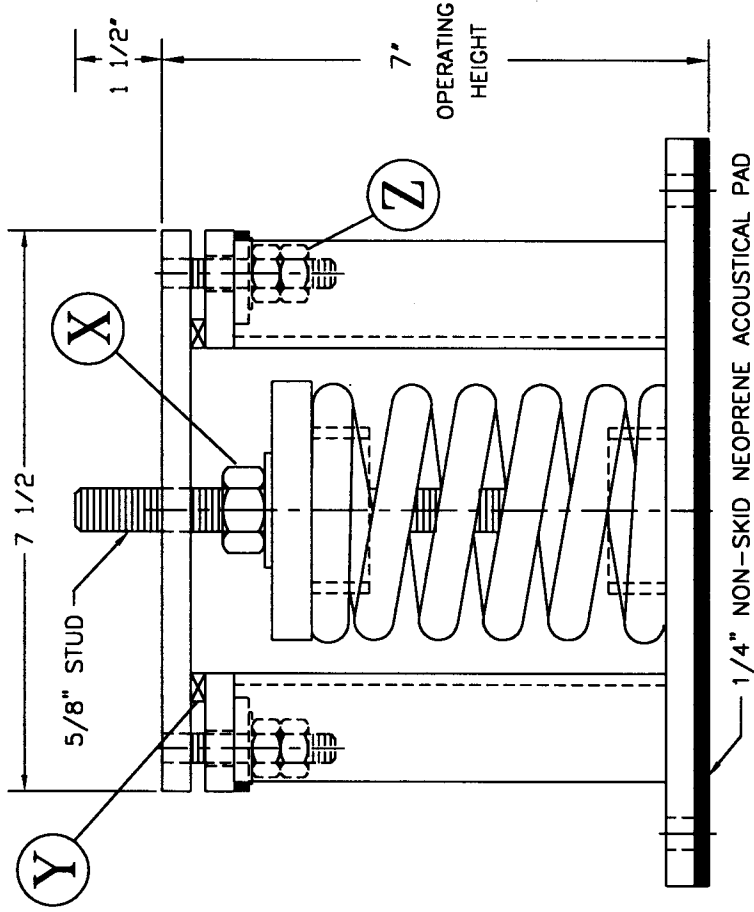 1 1/2"
7 1/2
7"
OPERATING
HEIGHT
5/8" STUD
X
Y
Z
1/4" NON-SKID NEOPRENE ACOUSTICAL PAD